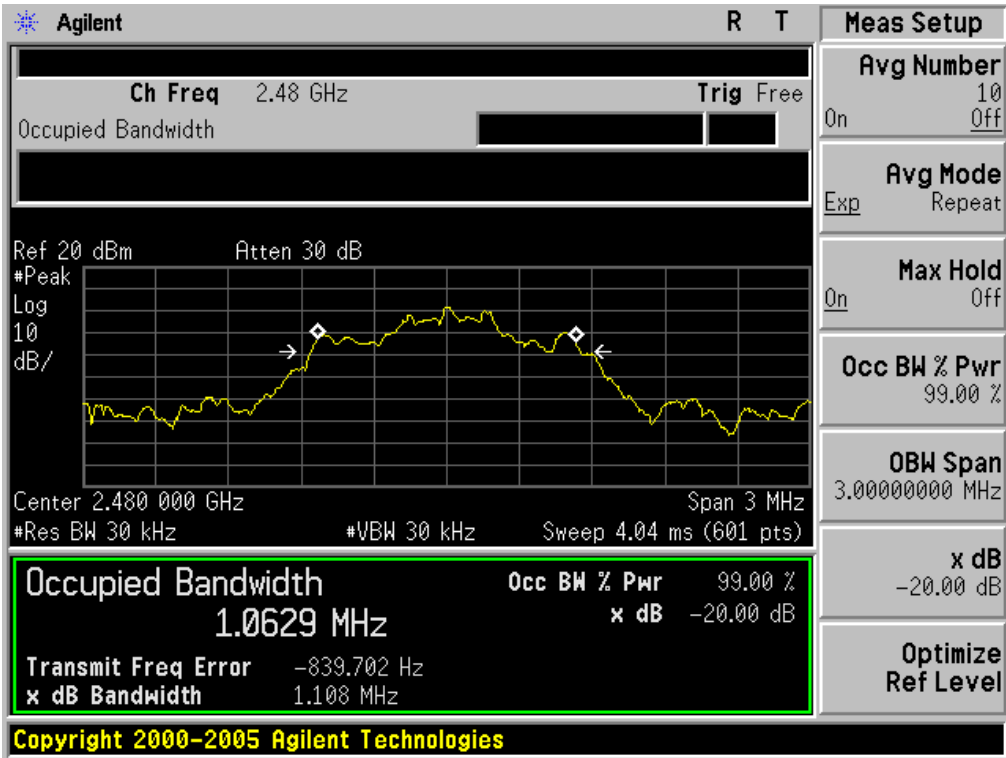 Agilent R T
Ch Freq 2.48 GHz Trig Free
Occupied Bandwidth
Ref 20 dBm Atten 30 dB
#Peak
Log
10
dB/
Center 2.480 000 GHz Span 3 MHz
#Res BW 30 kHz #VBW 30 kHz Sweep 4.04 ms (601 pts)
Occupied Bandwidth Occ BW % Pwr 99.00 %
1.0629 MHz x dB -20.00 dB
Transmit Freq Error -839.702 Hz
x dB Bandwidth 1.108 MHz
Copyright 2000-2005 Agilent Technologies
Meas Setup
Avg Number
10
On Off
Avg Mode
Exp Repeat
Max Hold
On Off
Occ BW % Pwr
99.00 %
OBW Span
3.00000000 MHz
x dB
-20.00 dB
Optimize
Ref Level